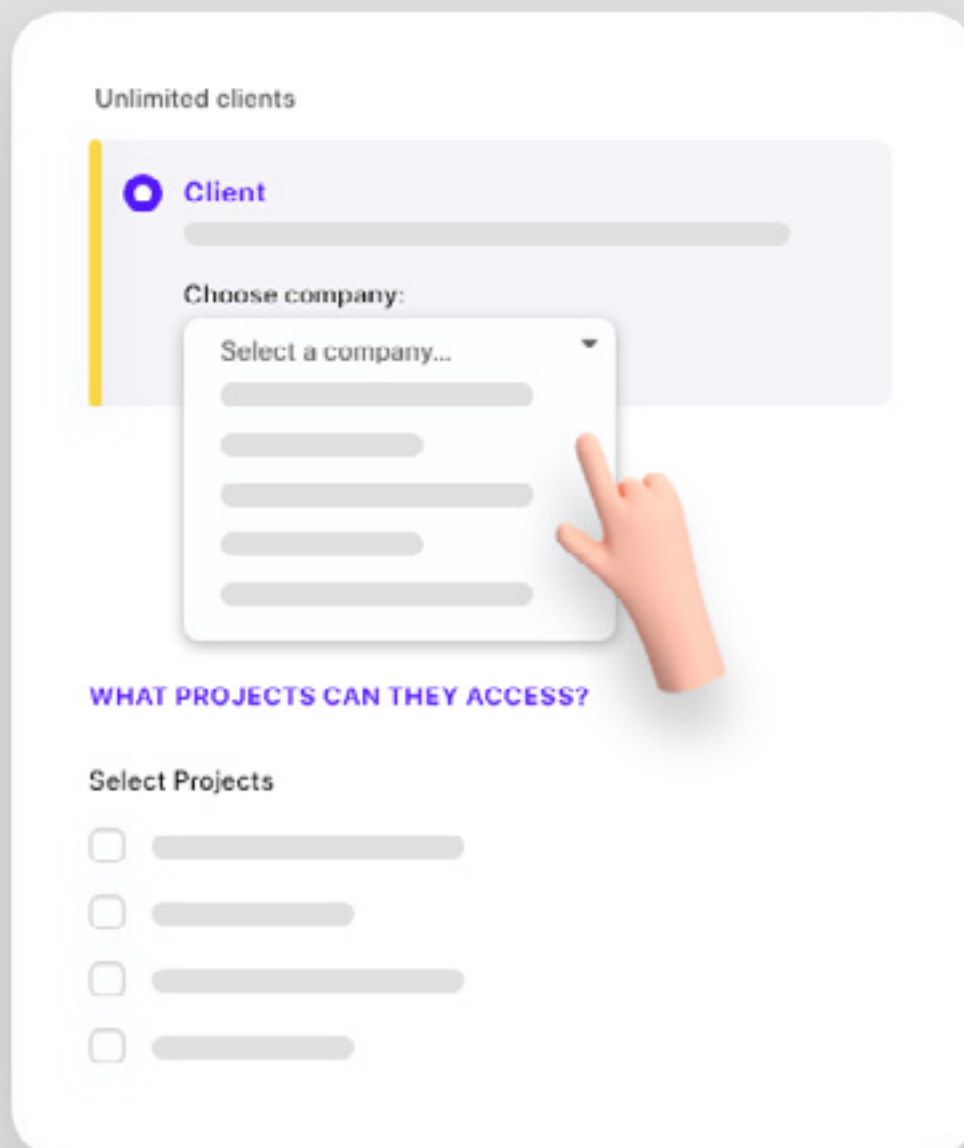 Unlimited clients
Client
Choose company:
Select a company...
WHAT PROJECTS CAN THEY ACCESS?
Select Projects